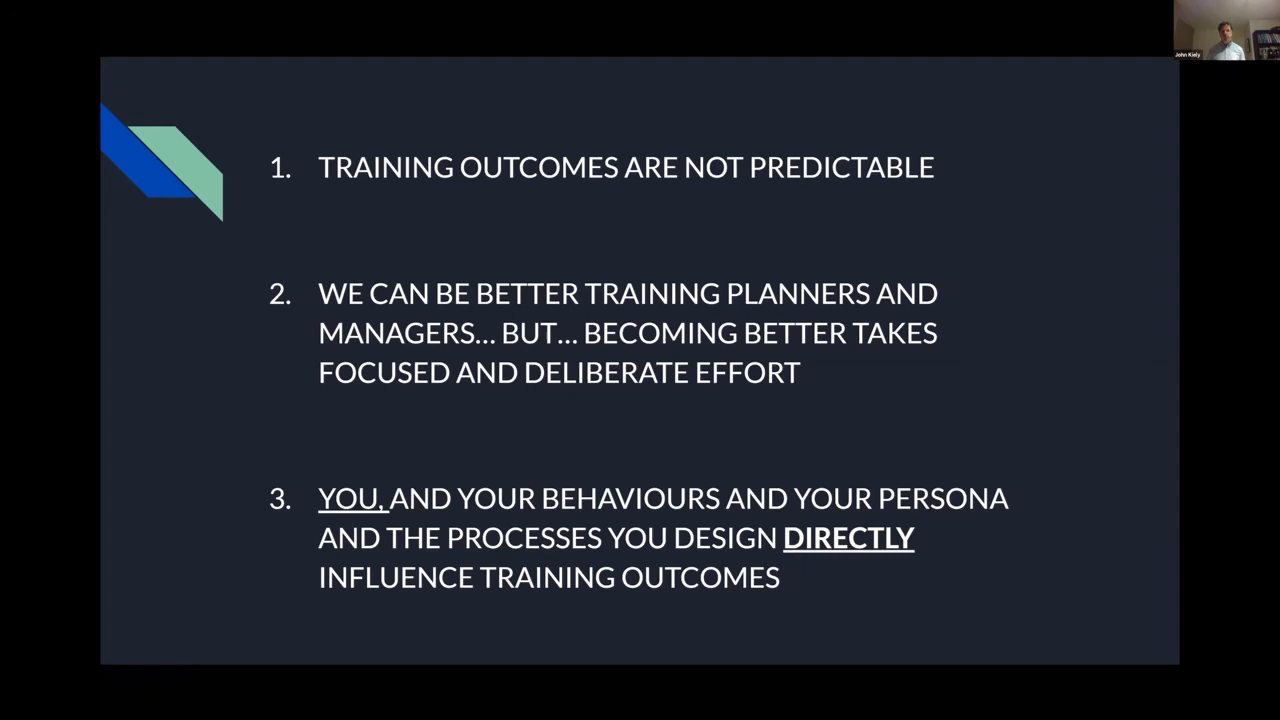 John Kiely
1. TRAINING OUTCOMES ARE NOT PREDICTABLE
2. WE CAN BE BETTER TRAINING PLANNERS AND
MANAGERS... BUT... BECOMING BETTER TAKES
FOCUSED AND DELIBERATE EFFORT
3. YOU, AND YOUR BEHAVIOURS AND YOUR PERSONA
AND THE PROCESSES YOU DESIGN DIRECTLY
INFLUENCE TRAINING OUTCOMES